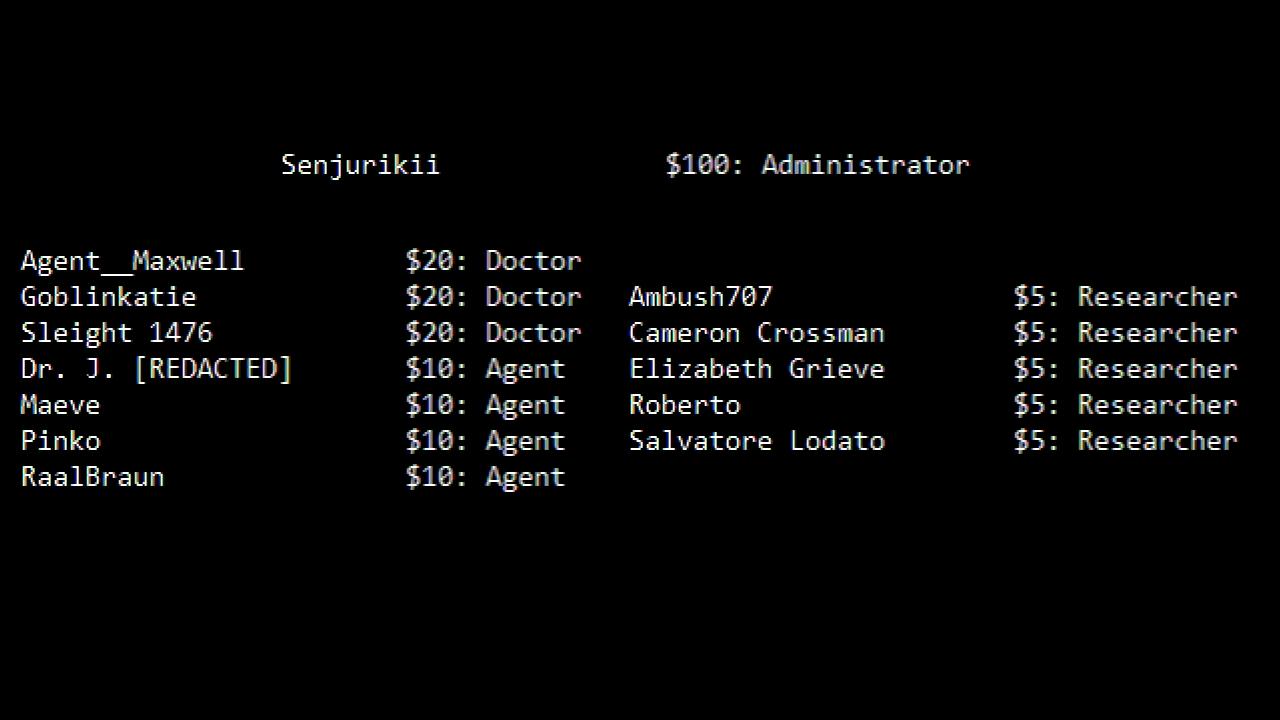 Senjurikii $100: Administrator
Agent__Maxwell $20: Doctor
Goblinkatie $20: Doctor
Sleight 1476 $20: Doctor
Dr. J. [REDACTED] $10: Agent
Maeve $10: Agent
Pinko $10: Agent
RaalBraun $10: Agent
Ambush707 $5: Researcher
Cameron Crossman $5: Researcher
Elizabeth Grieve $5: Researcher
Roberto $5: Researcher
Salvatore Lodato $5: Researcher